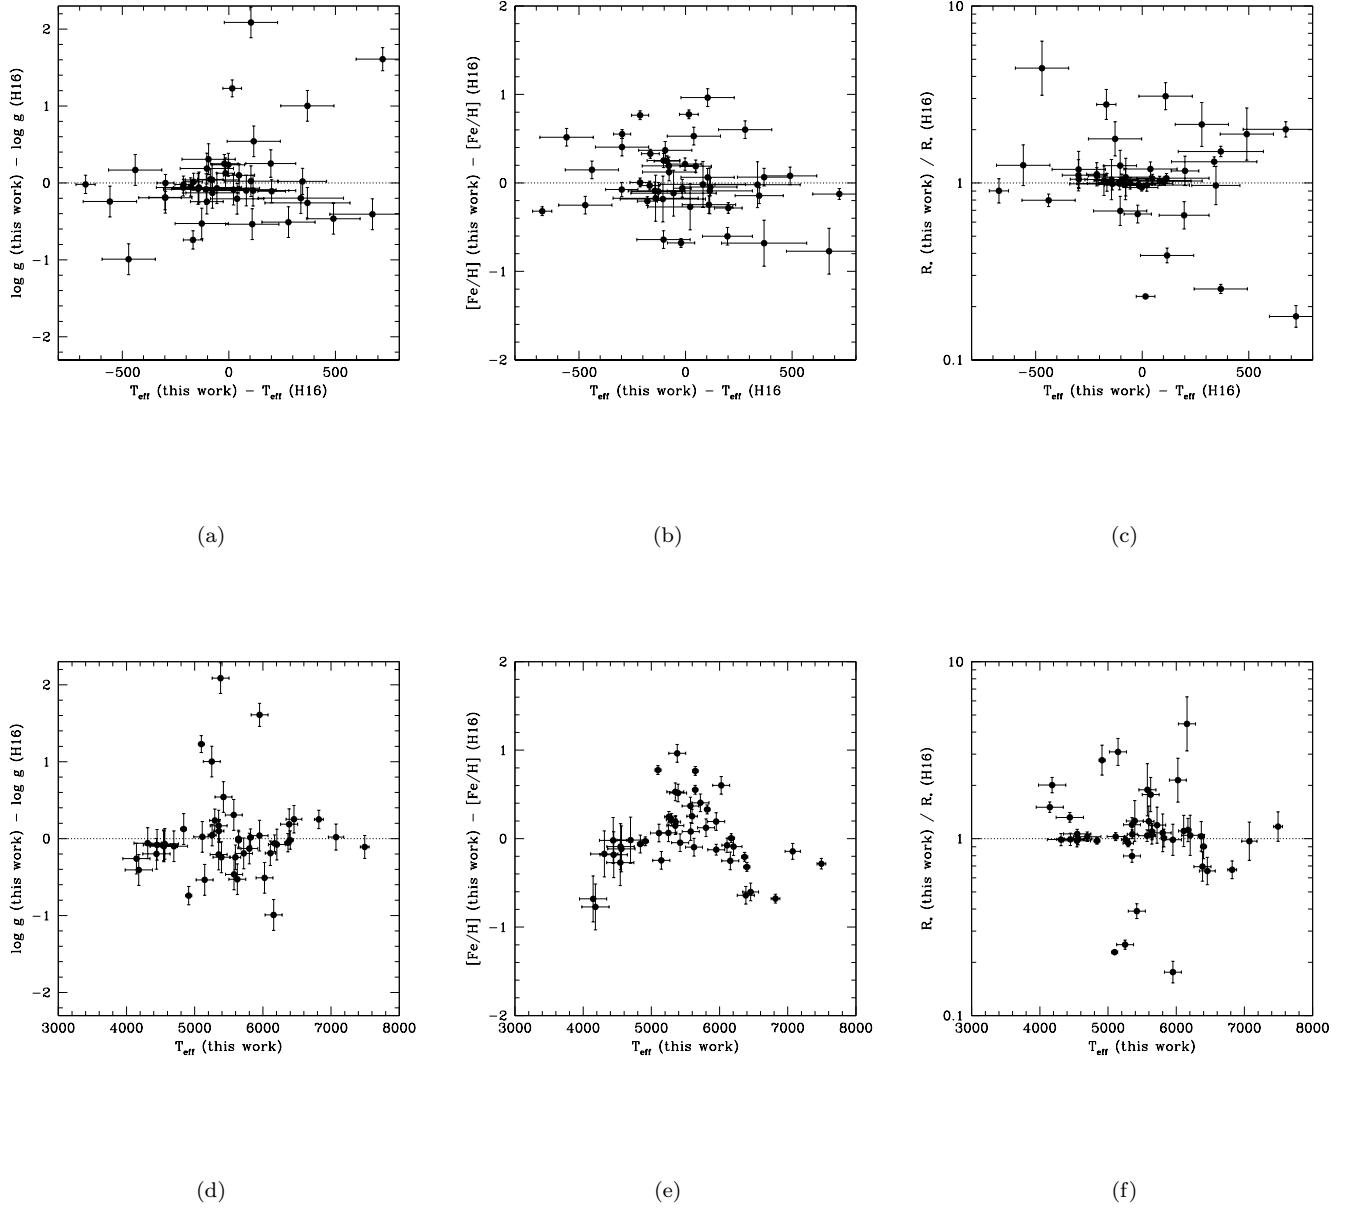 2
1
0
−1
−2
log g (this work) − log g (H16)
−500 0 500
T_eff (this work) − T_eff (H16)
2
1
0
−1
−2
[Fe/H] (this work) − [Fe/H] (H16)
−500 0 500
T_eff (this work) − T_eff (H16
10
1
0.1
R⋆ (this work) / R⋆ (H16)
−500 0 500
T_eff (this work) − T_eff (H16)
(a) (b) (c)
2
1
0
−1
−2
log g (this work) − log g (H16)
3000 4000 5000 6000 7000 8000
T_eff (this work)
2
1
0
−1
−2
[Fe/H] (this work) − [Fe/H] (H16)
3000 4000 5000 6000 7000 8000
T_eff (this work)
10
1
0.1
R⋆ (this work) / R⋆ (H16)
3000 4000 5000 6000 7000 8000
T_eff (this work)
(d) (e) (f)